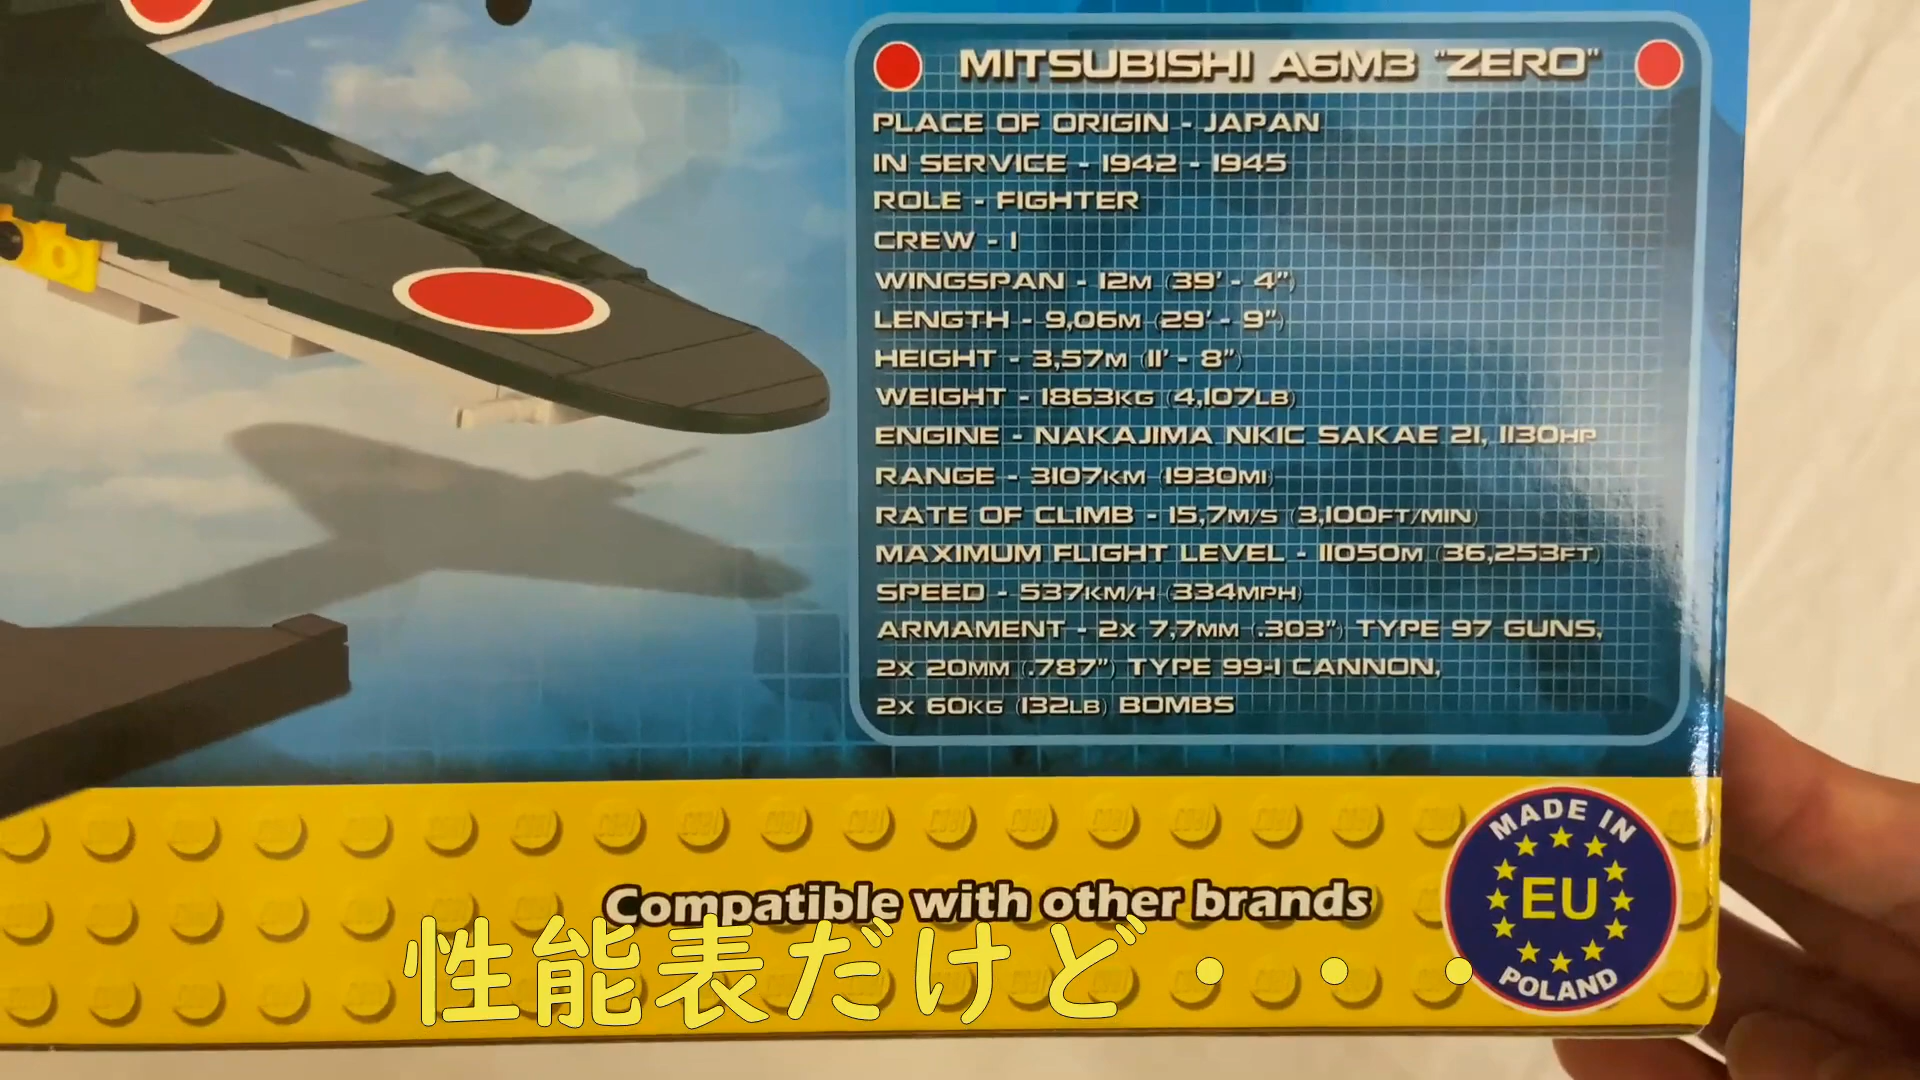 MITSUBISHI A6M3 "ZERO"
PLACE OF ORIGIN - JAPAN
IN SERVICE - 1942 - 1945
ROLE - FIGHTER
CREW - 1
WINGSPAN - 12M (39' - 4")
LENGTH - 9,06M (29' - 9")
HEIGHT - 3,57M (11' - 8")
WEIGHT - 1863KG (4,107LB)
ENGINE - NAKAJIMA NK1C SAKAE 21, 1130HP
RANGE - 3107KM (1930MI)
RATE OF CLIMB - 15,7M/S (3,100FT/MIN)
MAXIMUM FLIGHT LEVEL - 11050M (36,253FT)
SPEED - 537KM/H (334MPH)
ARMAMENT - 2X 7,7MM (.303") TYPE 97 GUNS,
2X 20MM (.787") TYPE 99-1 CANNON,
2X 60KG (132LB) BOMBS
MADE IN
EU
POLAND
Compatible with other brands
性能表だけど・・・